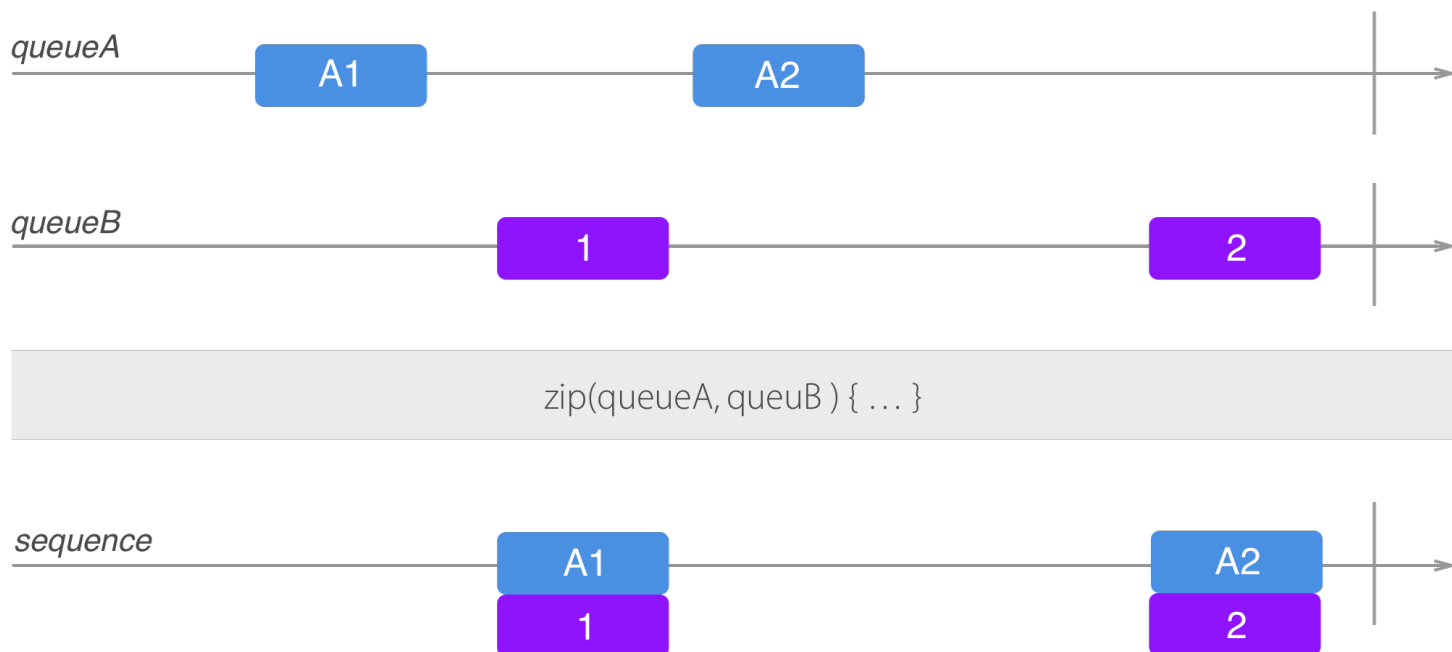 queueA
A1 A2
queueB
1 2
zip(queueA, queuB ) { … }
sequence
A1 A2
1 2